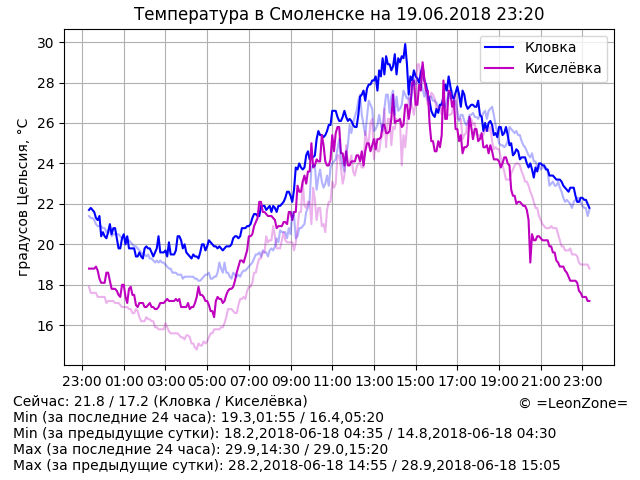 Температура в Смоленске на 19.06.2018 23:20
градусов Цельсия, °C
30
28
26
24
22
20
18
16
Кловка
Киселёвка
23:00 01:00 03:00 05:00 07:00 09:00 11:00 13:00 15:00 17:00 19:00 21:00 23:00
Сейчас: 21.8 / 17.2 (Кловка / Киселёвка)
© =LeonZone=
Min (за последние 24 часа): 19.3,01:55 / 16.4,05:20
Min (за предыдущие сутки): 18.2,2018-06-18 04:35 / 14.8,2018-06-18 04:30
Max (за последние 24 часа): 29.9,14:30 / 29.0,15:20
Max (за предыдущие сутки): 28.2,2018-06-18 14:55 / 28.9,2018-06-18 15:05